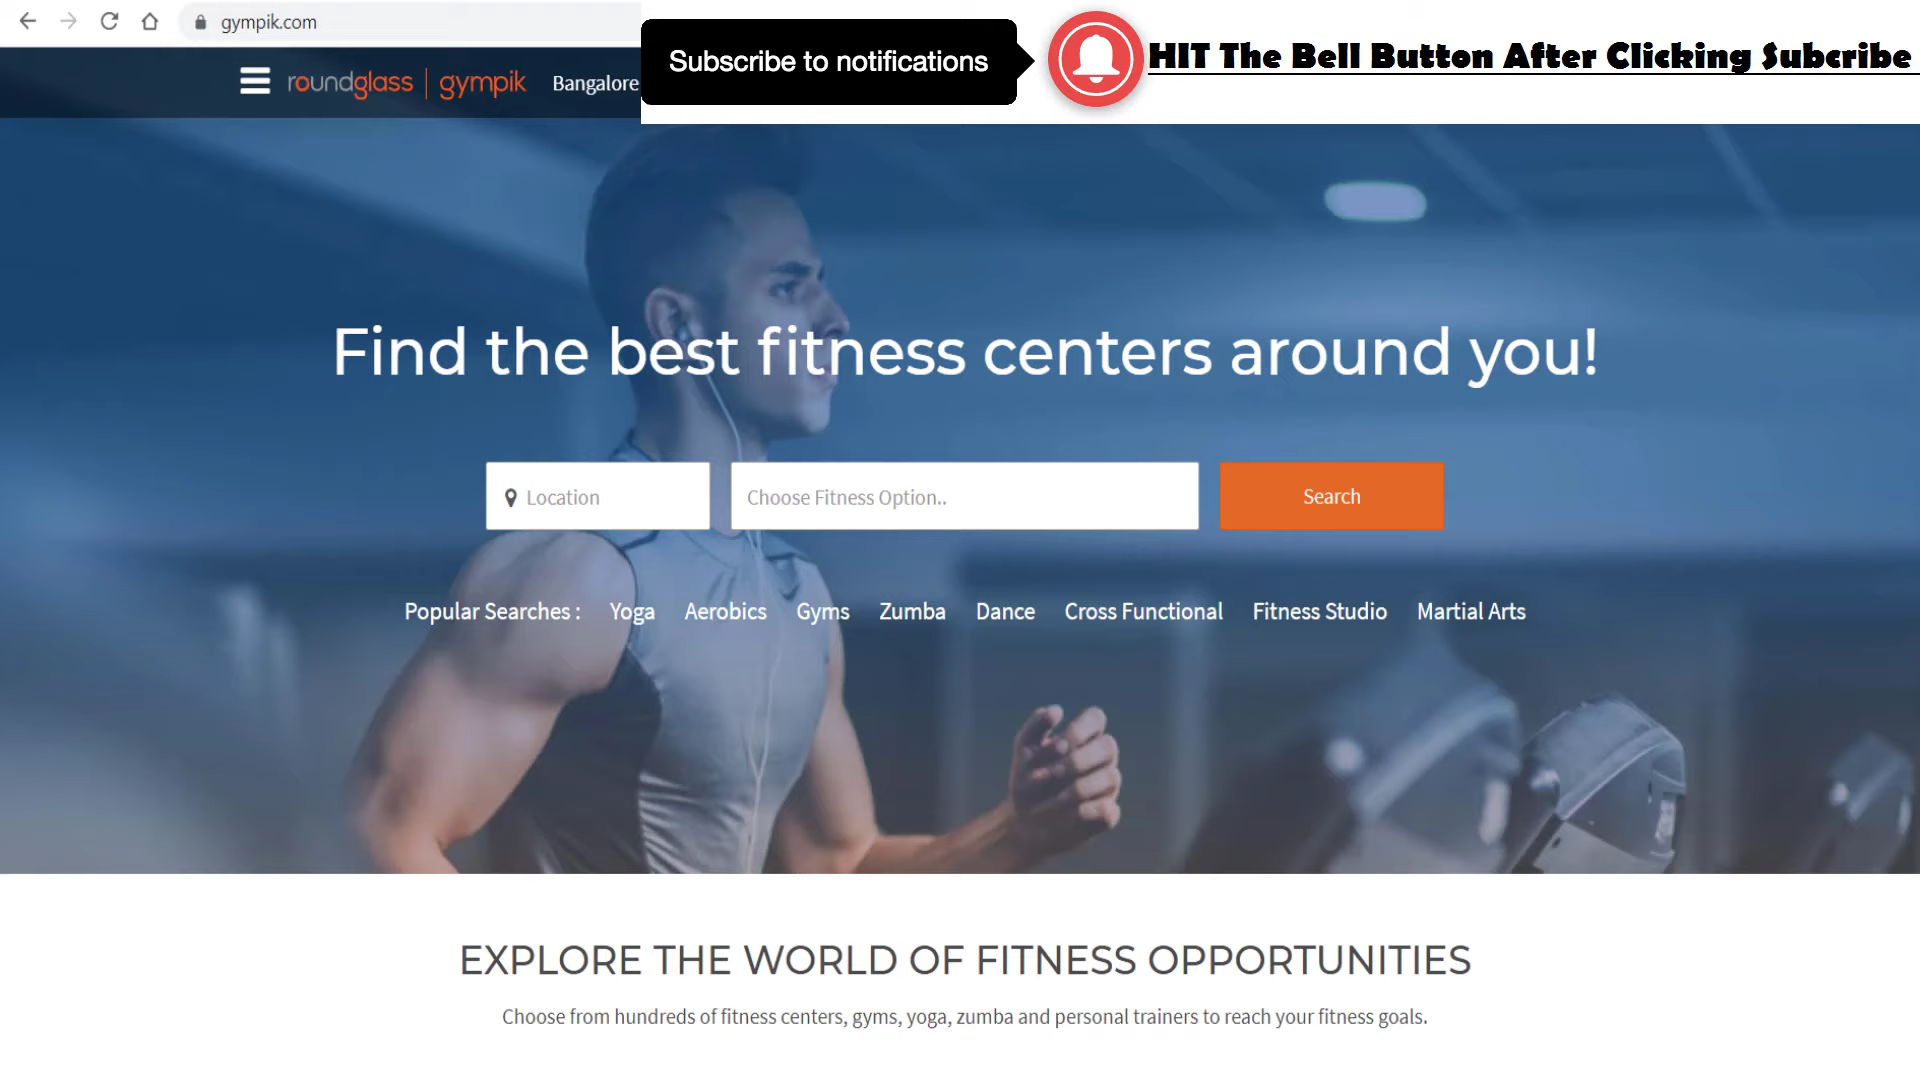 gympik.com
roundglass | gympik Bangalore
Subscribe to notifications
HIT The Bell Button After Clicking Subcribe
Find the best fitness centers around you!
Location
Choose Fitness Option..
Search
Popular Searches : Yoga Aerobics Gyms Zumba Dance Cross Functional Fitness Studio Martial Arts
EXPLORE THE WORLD OF FITNESS OPPORTUNITIES
Choose from hundreds of fitness centers, gyms, yoga, zumba and personal trainers to reach your fitness goals.